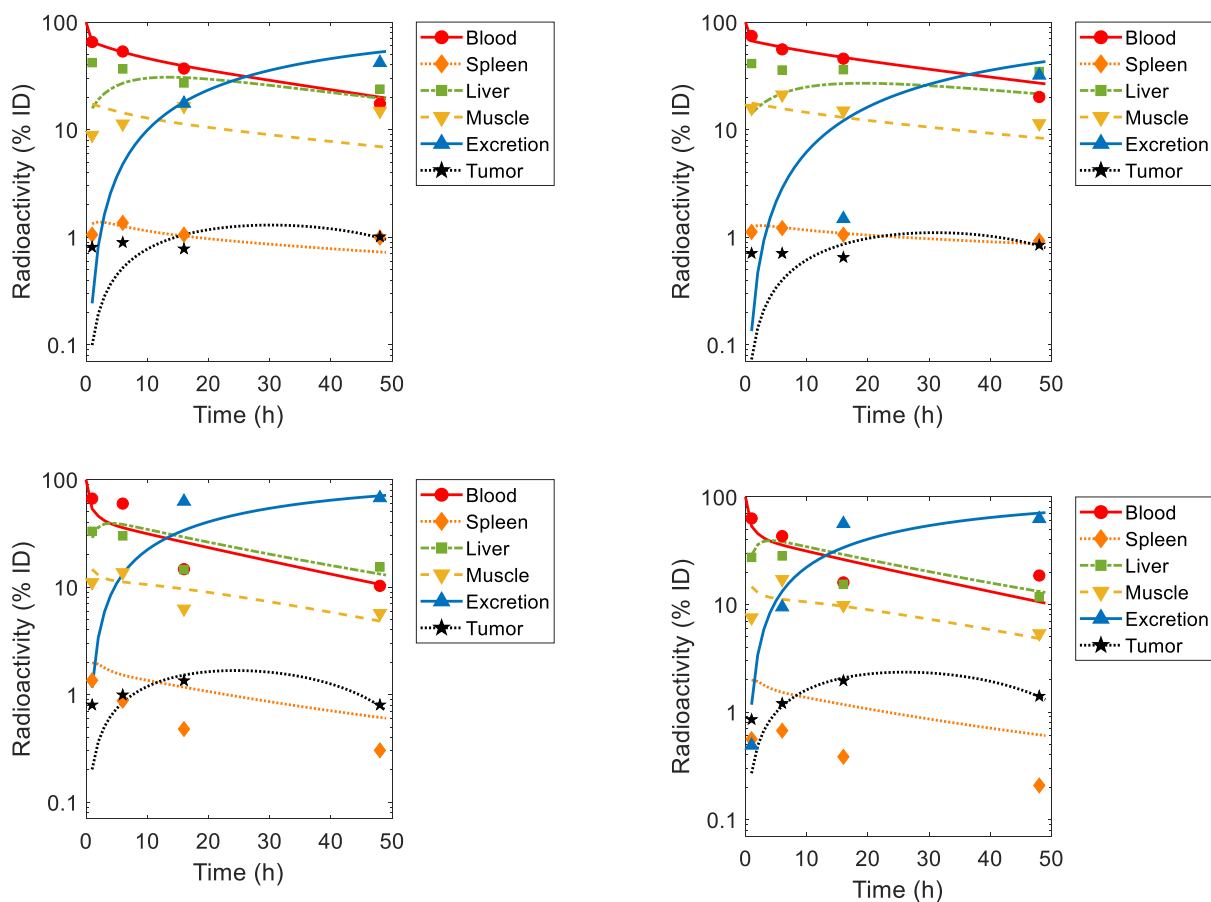 Radioactivity (% ID)
100
10
1
0.1
0 10 20 30 40 50
Time (h)
Blood
Spleen
Liver
Muscle
Excretion
Tumor
Radioactivity (% ID)
100
10
1
0.1
0 10 20 30 40 50
Time (h)
Blood
Spleen
Liver
Muscle
Excretion
Tumor
Radioactivity (% ID)
100
10
1
0.1
0 10 20 30 40 50
Time (h)
Blood
Spleen
Liver
Muscle
Excretion
Tumor
Radioactivity (% ID)
100
10
1
0.1
0 10 20 30 40 50
Time (h)
Blood
Spleen
Liver
Muscle
Excretion
Tumor